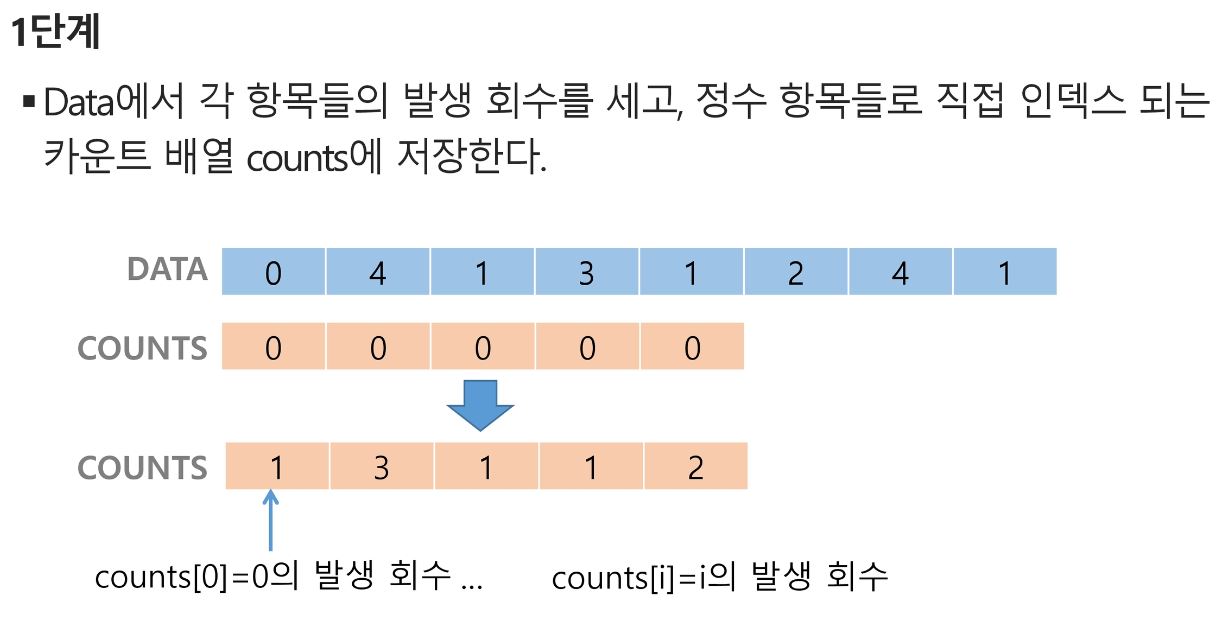 1단계
▪ Data에서 각 항목들의 발생 회수를 세고, 정수 항목들로 직접 인덱스 되는
카운트 배열 counts에 저장한다.
DATA 0 4 1 3 1 2 4 1
COUNTS 0 0 0 0 0
COUNTS 1 3 1 1 2
counts[0]=0의 발생 회수 ... counts[i]=i의 발생 회수